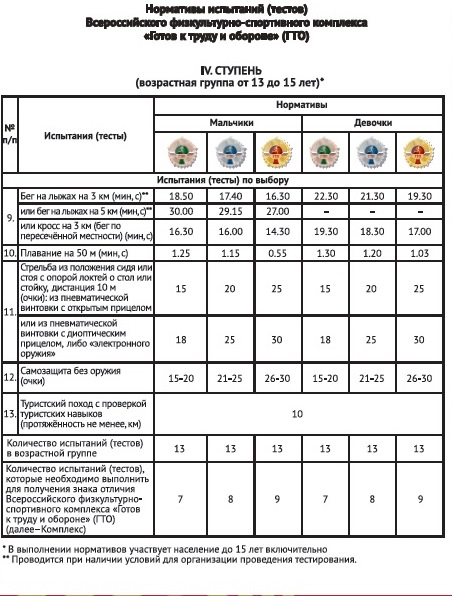 Нормативы испытаний (тестов)
Всероссийского физкультурно-спортивного комплекса
«Готов к труду и обороне» (ГТО)
IV. СТУПЕНЬ
(возрастная группа от 13 до 15 лет)*
№ п/п Испытания (тесты) Нормативы
Мальчики Девочки
Испытания (тесты) по выбору
9. Бег на лыжах на 3 км (мин, с)** 18.50 17.40 16.30 22.30 21.30 19.30
или бег на лыжах на 5 км (мин, с)** 30.00 29.15 27.00 – – –
или кросс на 3 км (бег по
пересечённой местности) (мин, с) 16.30 16.00 14.30 19.30 18.30 17.00
10. Плавание на 50 м (мин, с) 1.25 1.15 0.55 1.30 1.20 1.03
11. Стрельба из положения сидя или
стоя с опорой локтей о стол или
стойку, дистанция 10 м
(очки): из пневматической
винтовки с открытым прицелом
15 20 25 15 20 25
или из пневматической
винтовки с диоптрическим
прицелом, либо «электронного
оружия»
18 25 30 18 25 30
12. Самозащита без оружия
(очки) 15-20 21-25 26-30 15-20 21-25 26-30
13. Туристский поход с проверкой
туристских навыков
(протяжённость не менее, км)
10
Количество испытаний (тестов)
в возрастной группе 13 13 13 13 13 13
Количество испытаний (тестов),
которые необходимо выполнить
для получения знака отличия
Всероссийского физкультурно-
спортивного комплекса «Готов
к труду и обороне» (ГТО)
(далее–Комплекс)
7 8 9 7 8 9
* В выполнении нормативов участвует население до 15 лет включительно
** Проводится при наличии условий для организации проведения тестирования.